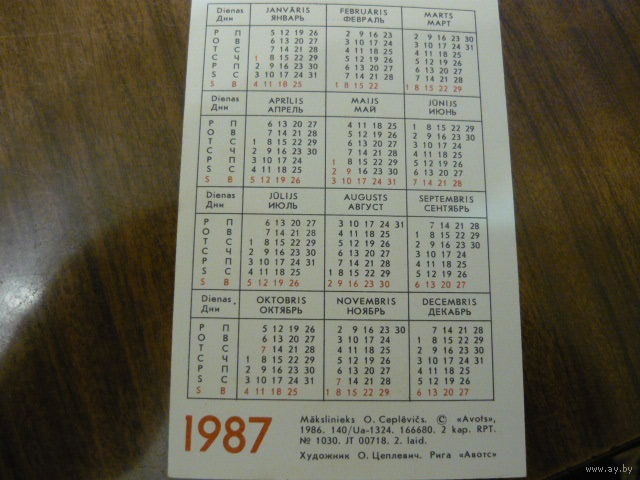 Dienas JANVĀRIS FEBRUĀRIS MARTS
Дни ЯНВАРЬ ФЕВРАЛЬ МАРТ
P П 5 12 19 26 2 9 16 23 2 9 16 23 30
O В 6 13 20 27 3 10 17 24 3 10 17 24 31
T С 7 14 21 28 4 11 18 25 4 11 18 25
C Ч 1 8 15 22 29 5 12 19 26 5 12 19 26
P П 2 9 16 23 30 6 13 20 27 6 13 20 27
S С 3 10 17 24 31 7 14 21 28 7 14 21 28
S В 4 11 18 25 1 8 15 22 1 8 15 22 29
Dienas APRĪLIS MAIJS JŪNIJS
Дни АПРЕЛЬ МАЙ ИЮНЬ
P П 6 13 20 27 4 11 18 25 1 8 15 22 29
O В 7 14 21 28 5 12 19 26 2 9 16 23 30
T С 1 8 15 22 29 6 13 20 27 3 10 17 24
C Ч 2 9 16 23 30 7 14 21 28 4 11 18 25
P П 3 10 17 24 1 8 15 22 29 5 12 19 26
S С 4 11 18 25 2 9 16 23 30 6 13 20 27
S В 5 12 19 26 3 10 17 24 31 7 14 21 28
Dienas JŪLIJS AUGUSTS SEPTEMBRIS
Дни ИЮЛЬ АВГУСТ СЕНТЯБРЬ
P П 6 13 20 27 3 10 17 24 31 7 14 21 28
O В 7 14 21 28 4 11 18 25 1 8 15 22 29
T С 1 8 15 22 29 5 12 19 26 2 9 16 23 30
C Ч 2 9 16 23 30 6 13 20 27 3 10 17 24
P П 3 10 17 24 31 7 14 21 28 4 11 18 25
S С 4 11 18 25 1 8 15 22 29 5 12 19 26
S В 5 12 19 26 2 9 16 23 30 6 13 20 27
Dienas OKTOBRIS NOVEMBRIS DECEMBRIS
Дни ОКТЯБРЬ НОЯБРЬ ДЕКАБРЬ
P П 5 12 19 26 2 9 16 23 30 7 14 21 28
O В 6 13 20 27 3 10 17 24 1 8 15 22 29
T С 7 14 21 28 4 11 18 25 2 9 16 23 30
C Ч 1 8 15 22 29 5 12 19 26 3 10 17 24 31
P П 2 9 16 23 30 6 13 20 27 4 11 18 25
S С 3 10 17 24 31 7 14 21 28 5 12 19 26
S В 4 11 18 25 1 8 15 22 29 6 13 20 27
1987
Mākslinieks O. Ceplēvičs. © «Avots»,
1986. 140/Ua-1324. 166680. 2 kap. RPT.
№ 1030. JT 00718. 2. laid.
Художник О. Цеплевич. Рига «Авотс»
www.ay.by